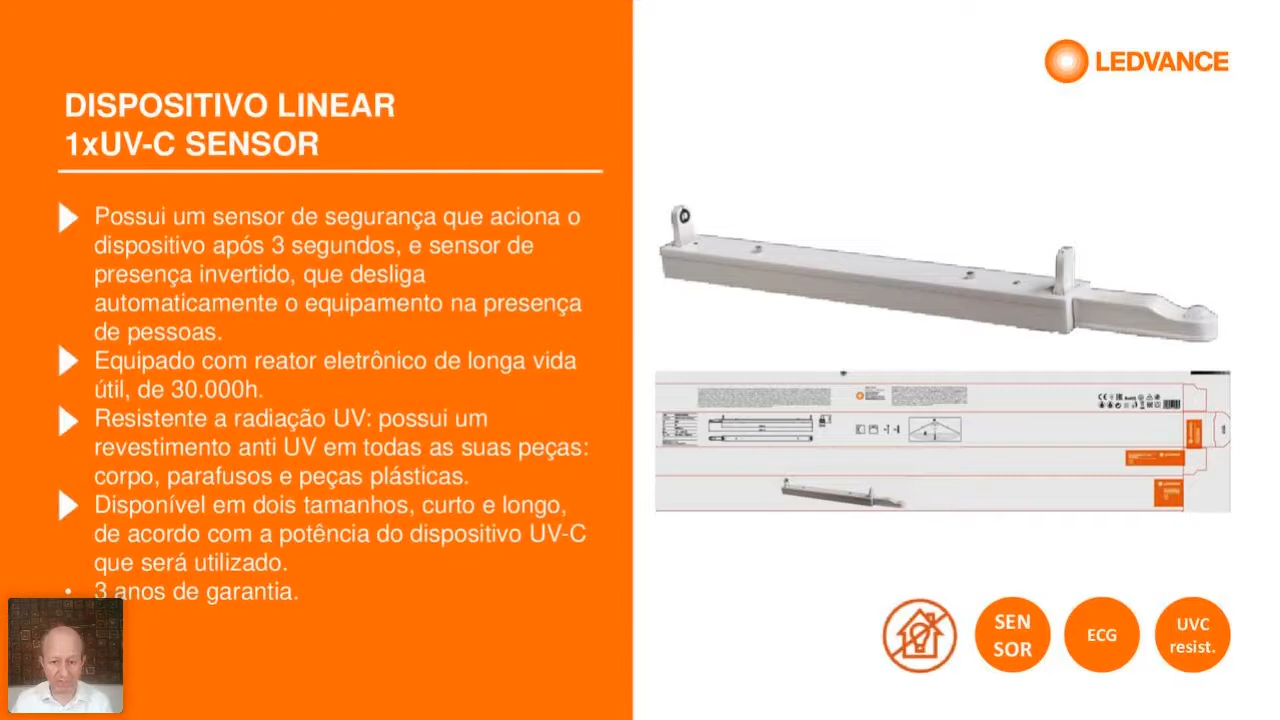 LEDVANCE
DISPOSITIVO LINEAR
1xUV-C SENSOR
Possui um sensor de segurança que aciona o
dispositivo após 3 segundos, e sensor de
presença invertido, que desliga
automaticamente o equipamento na presença
de pessoas.
Equipado com reator eletrônico de longa vida
útil, de 30.000h.
Resistente a radiação UV: possui um
revestimento anti UV em todas as suas peças:
corpo, parafusos e peças plásticas.
Disponível em dois tamanhos, curto e longo,
de acordo com a potência do dispositivo UV-C
que será utilizado.
• 3 anos de garantia.
LEDVANCE
LEDVANCE
SEN
SOR
ECG
UVC
resist.